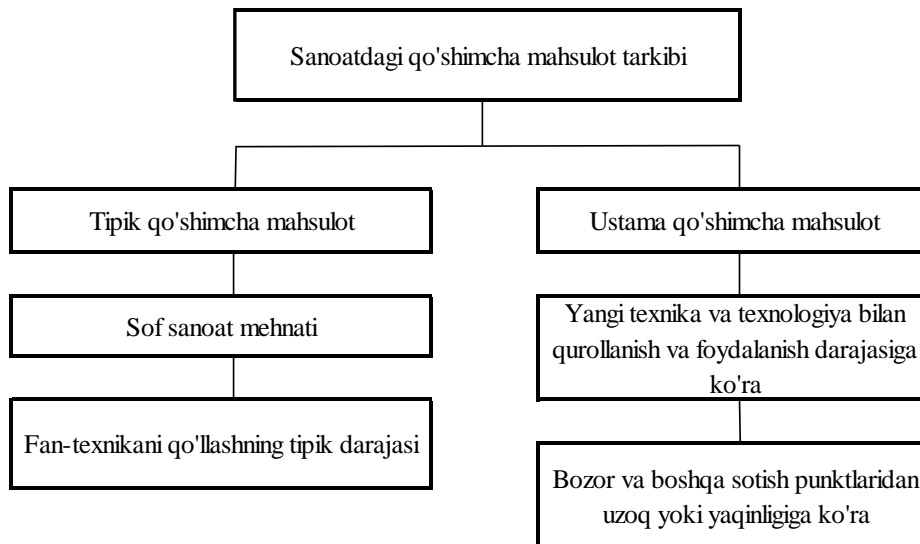 Sanoatdagi qo'shimcha mahsulot tarkibi
Tipik qo'shimcha mahsulot
Ustama qo'shimcha mahsulot
Sof sanoat mehnati
Yangi texnika va texnologiya bilan
qurollanish va foydalanish darajasiga
ko'ra
Fan-texnikani qo'llashning tipik darajasi
Bozor va boshqa sotish punktlaridan
uzoq yoki yaqinligiga ko'ra